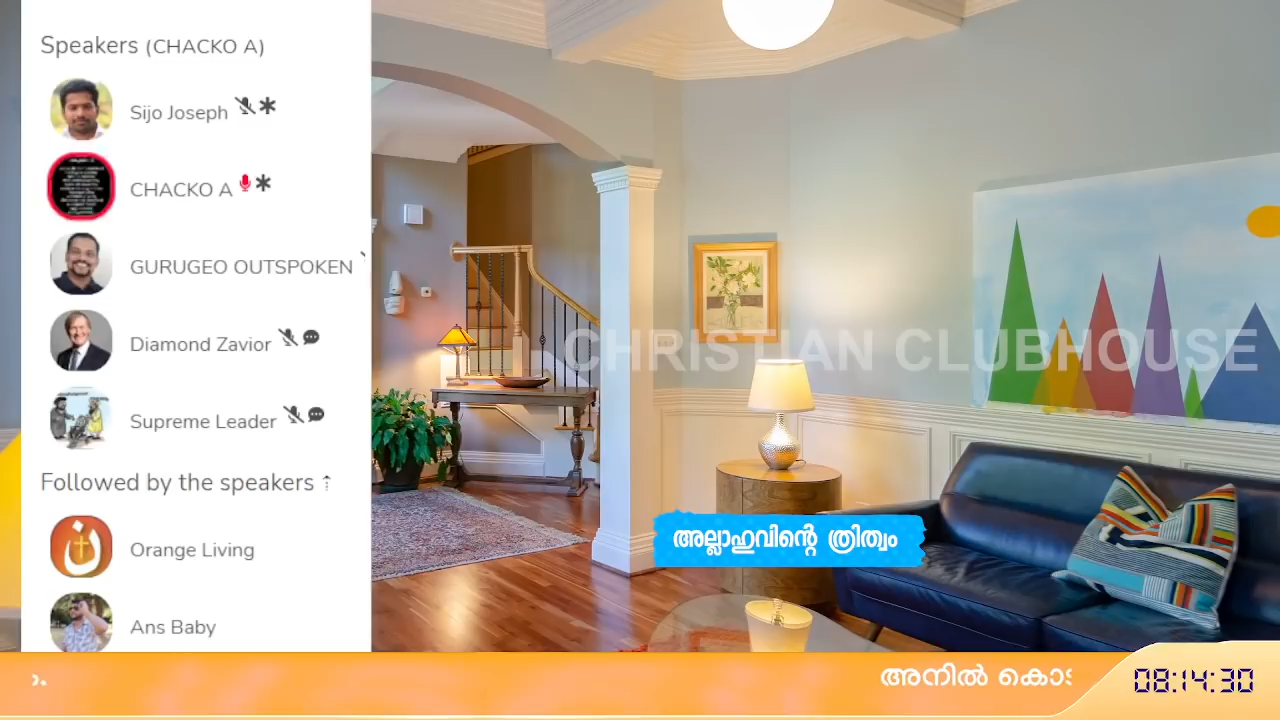 Speakers (CHACKO A)
Sijo Joseph
CHACKO A
GURUGEO OUTSPOKEN
Diamond Zavior
Supreme Leader
Followed by the speakers ⇡
Orange Living
Ans Baby
CHRISTIAN CLUBHOUSE
അല്ലാഹുവിന്റെ ത്രിത്വം
അനിൽ
08:14:30